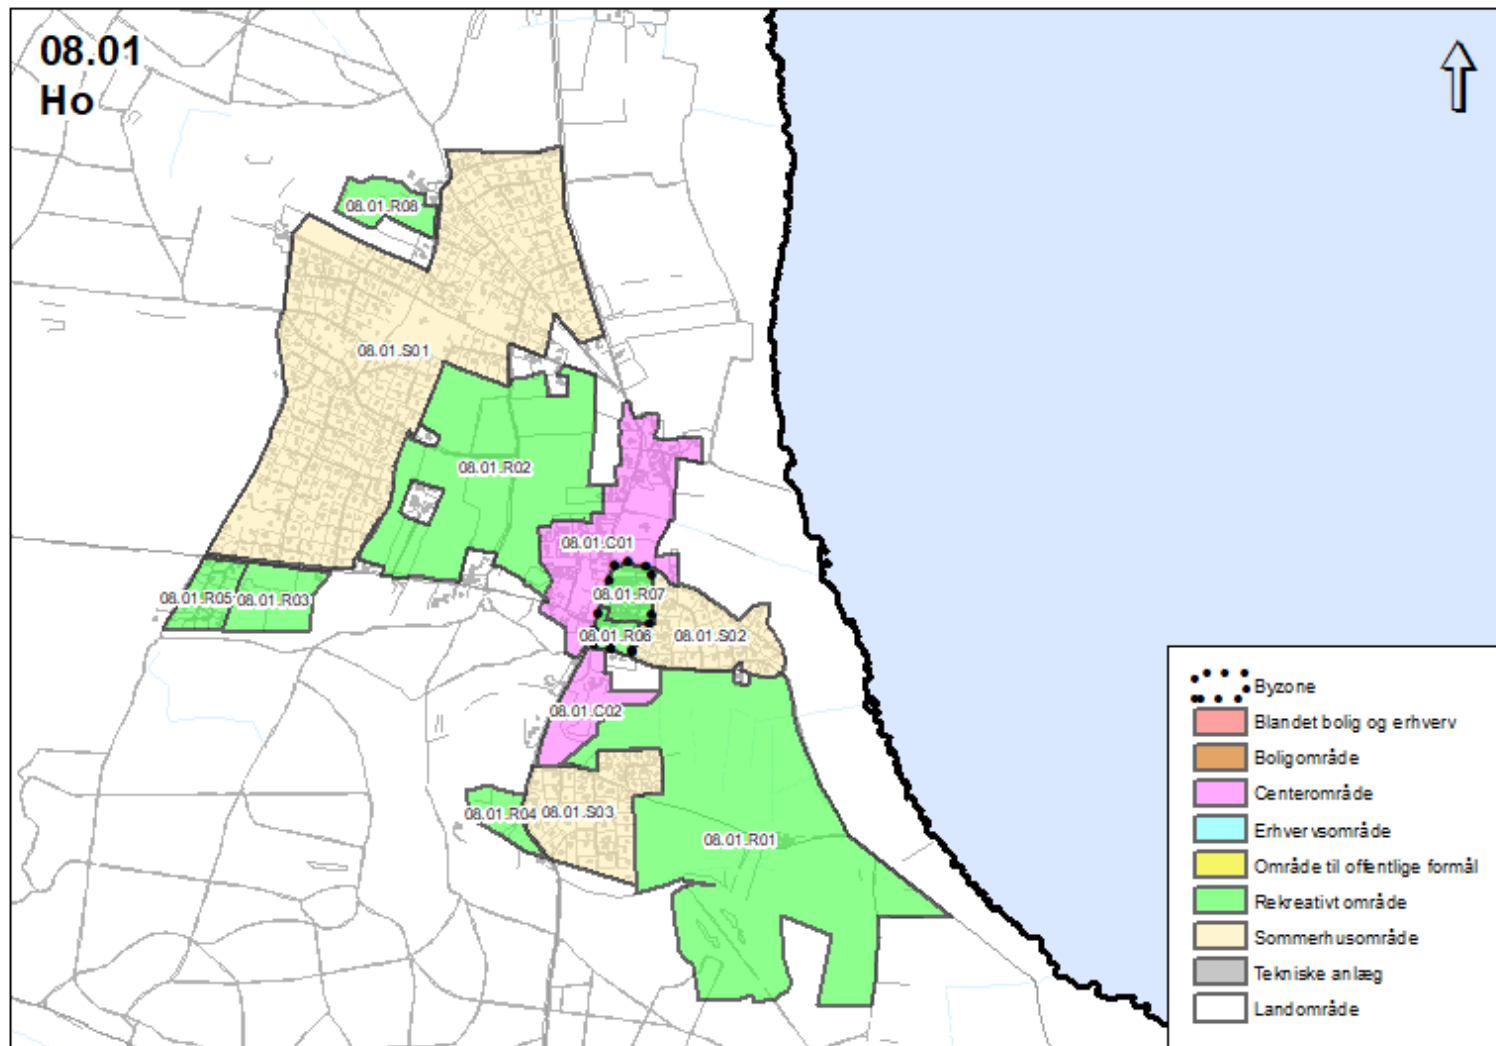 08.01
Ho
08.01.R08
08.01.S01
08.01.R02
08.01.C01
08.01.R05
08.01.R03
08.01.R07
08.01.R06
08.01.S02
08.01.C02
08.01.R04
08.01.S03
08.01.R01
Byzone
Blandet bolig og erhverv
Boligområde
Centerområde
Erhvervsområde
Område til offentlige formål
Rekreativt område
Sommerhusområde
Tekniske anlæg
Landområde